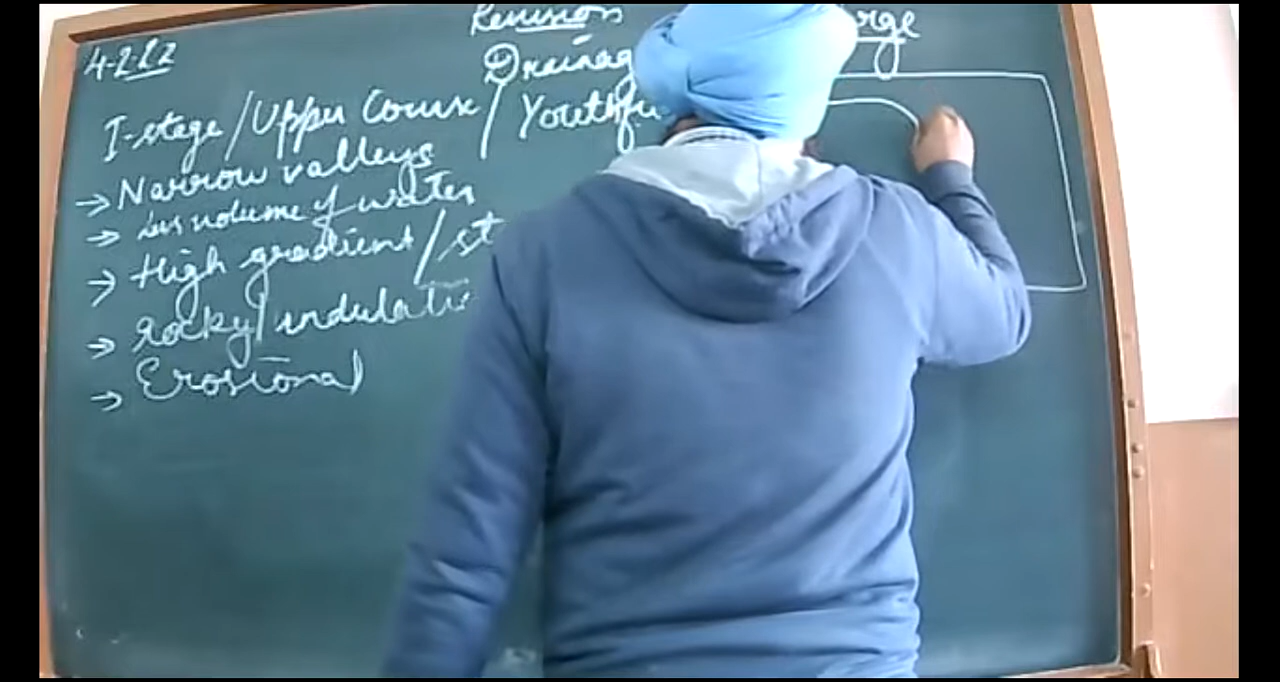 Revision
4-2-22
Drainag
rge
I-stage/Upper Course/Youthfu
→ Narrow valleys
→ Less volume of water
→ High gradient/st
→ Rocky/undulati
→ Erosional